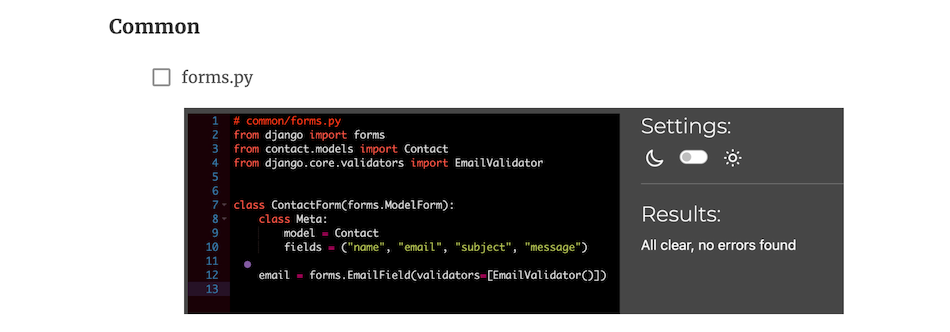 Common
forms.py
1 # common/forms.py
2 from django import forms
3 from contact.models import Contact
4 from django.core.validators import EmailValidator
5
6
7 class ContactForm(forms.ModelForm):
8     class Meta:
9         model = Contact
10         fields = ("name", "email", "subject", "message")
11
12     email = forms.EmailField(validators=[EmailValidator()])
13
Settings:
Results:
All clear, no errors found